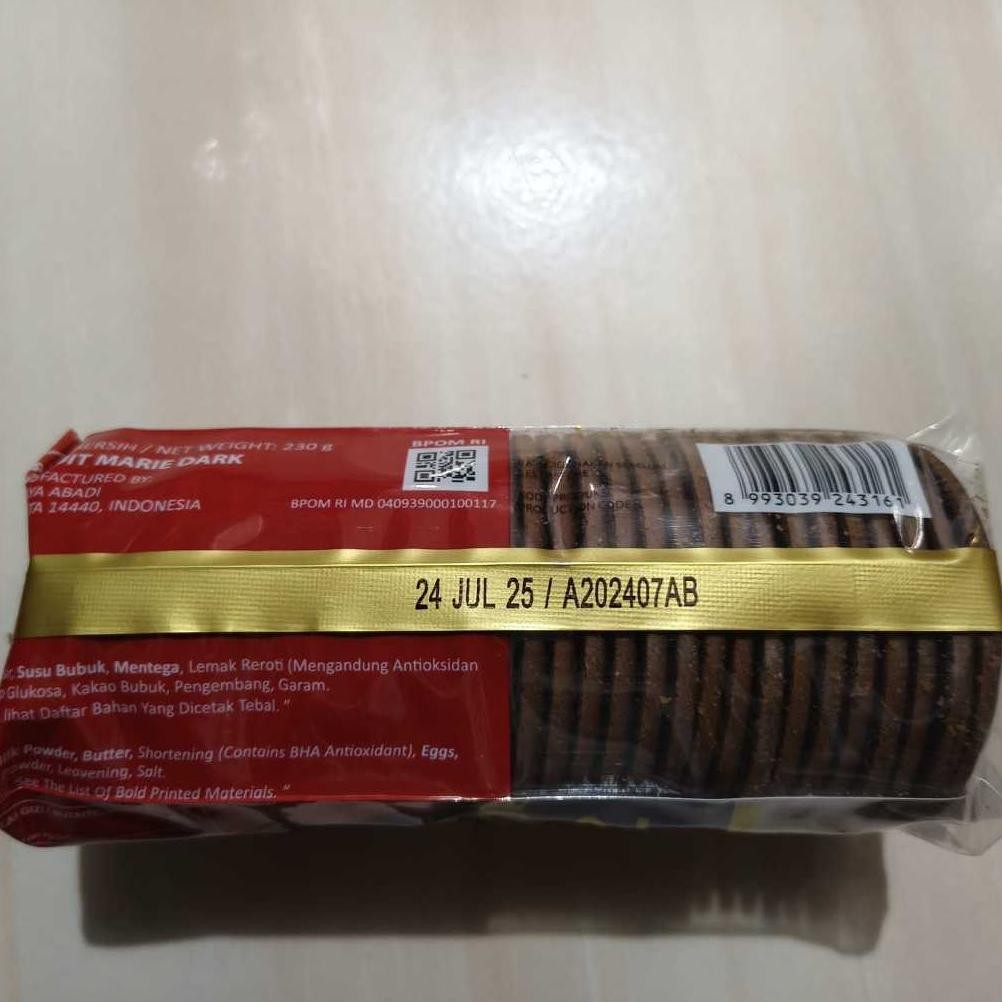 BERSIH / NET WEIGHT: 230 g
MARIE DARK
BY:
ABADI
14440, INDONESIA
BPOM RI
BPOM RI MD 040939000100117
PRODUCTION CODE
8 993039 243161
24 JUL 25 / A202407AB
Susu Bubuk, Mentega, Lemak Reroti (Mengandung Antioksidan
Glukosa, Kakao Bubuk, Pengembang, Garam.
lihat Daftar Bahan Yang Dicetak Tebal. "
Powder, Butter, Shortening (Contains BHA Antioxidant), Eggs,
Leavening, Salt.
See The List Of Bold Printed Materials. "